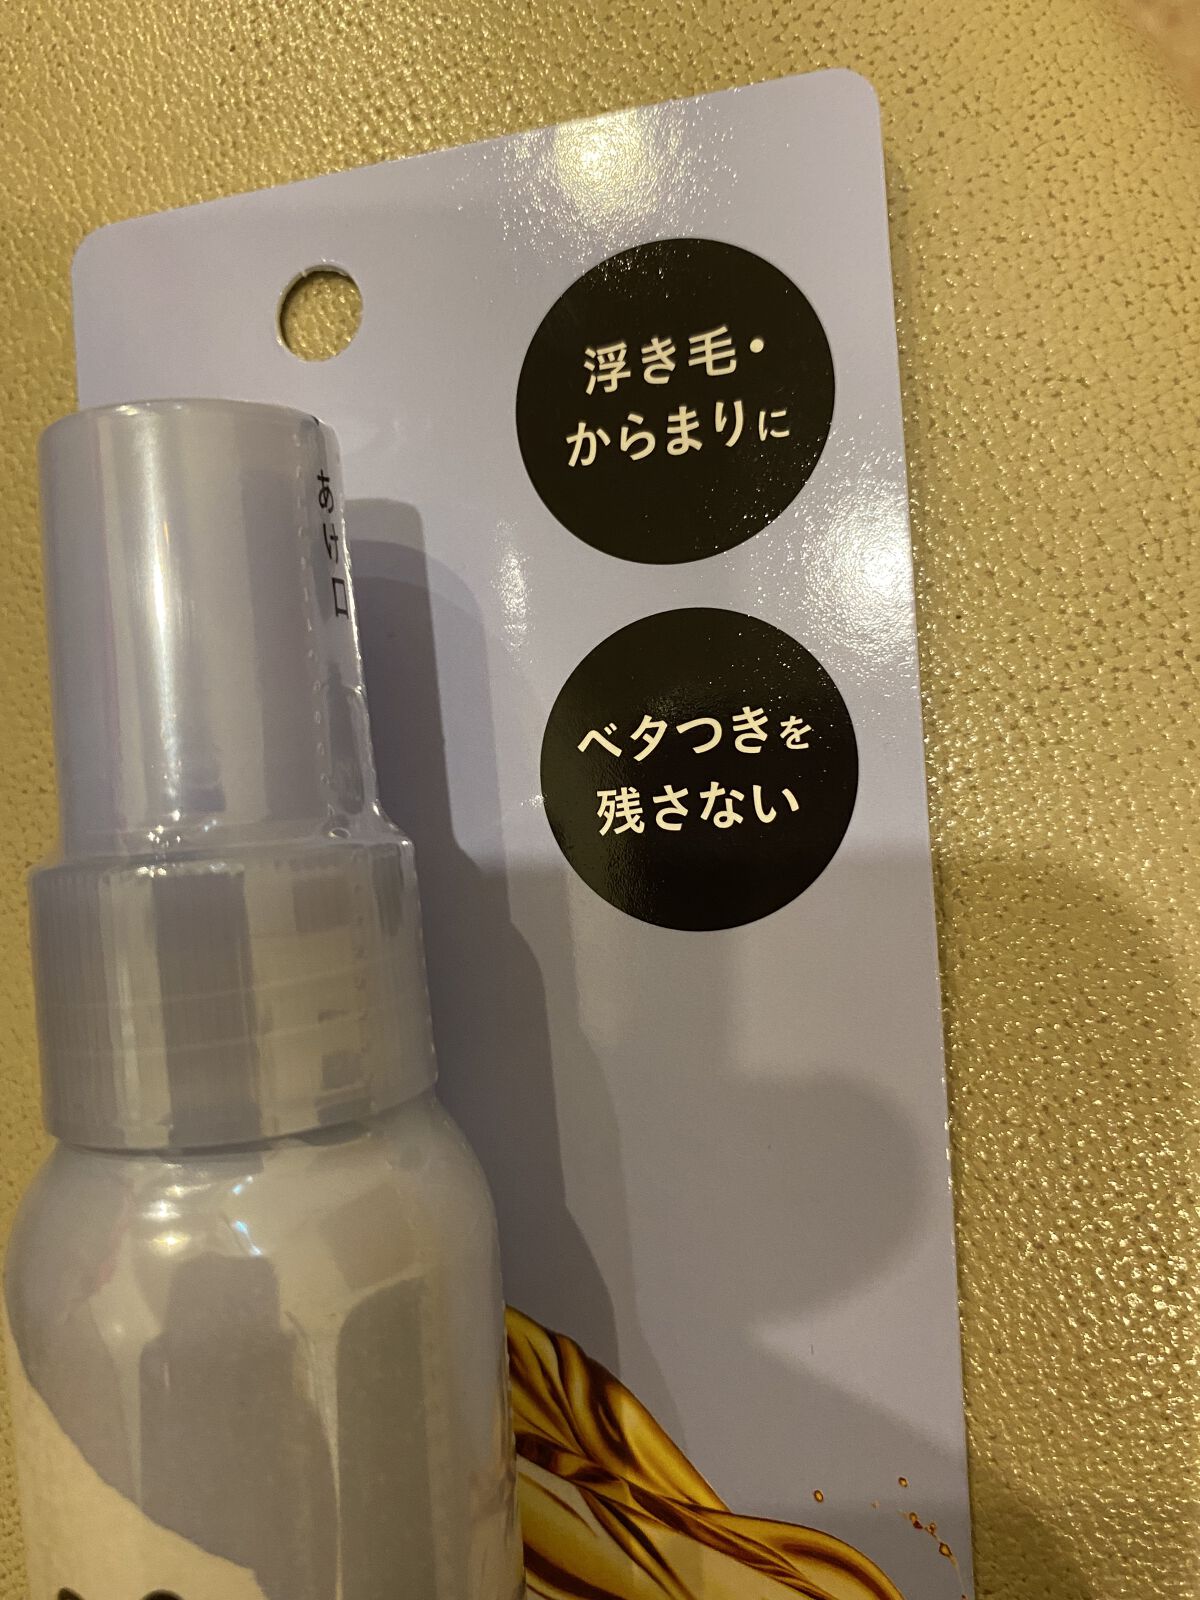 浮き毛・
からまりに
あけ口
ベタつきを
残さない